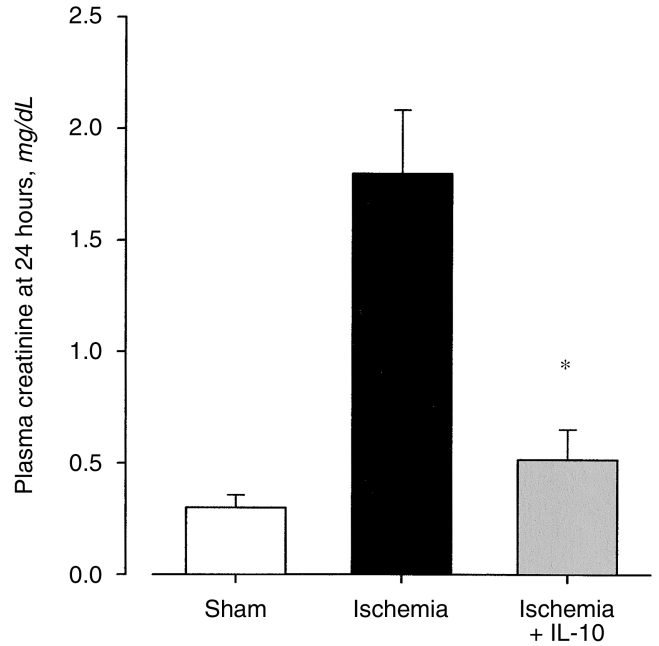 Plasma creatinine at 24 hours, mg/dL
2.5
2.0
1.5
1.0
0.5
0.0
*
Sham
Ischemia
Ischemia
+ IL-10